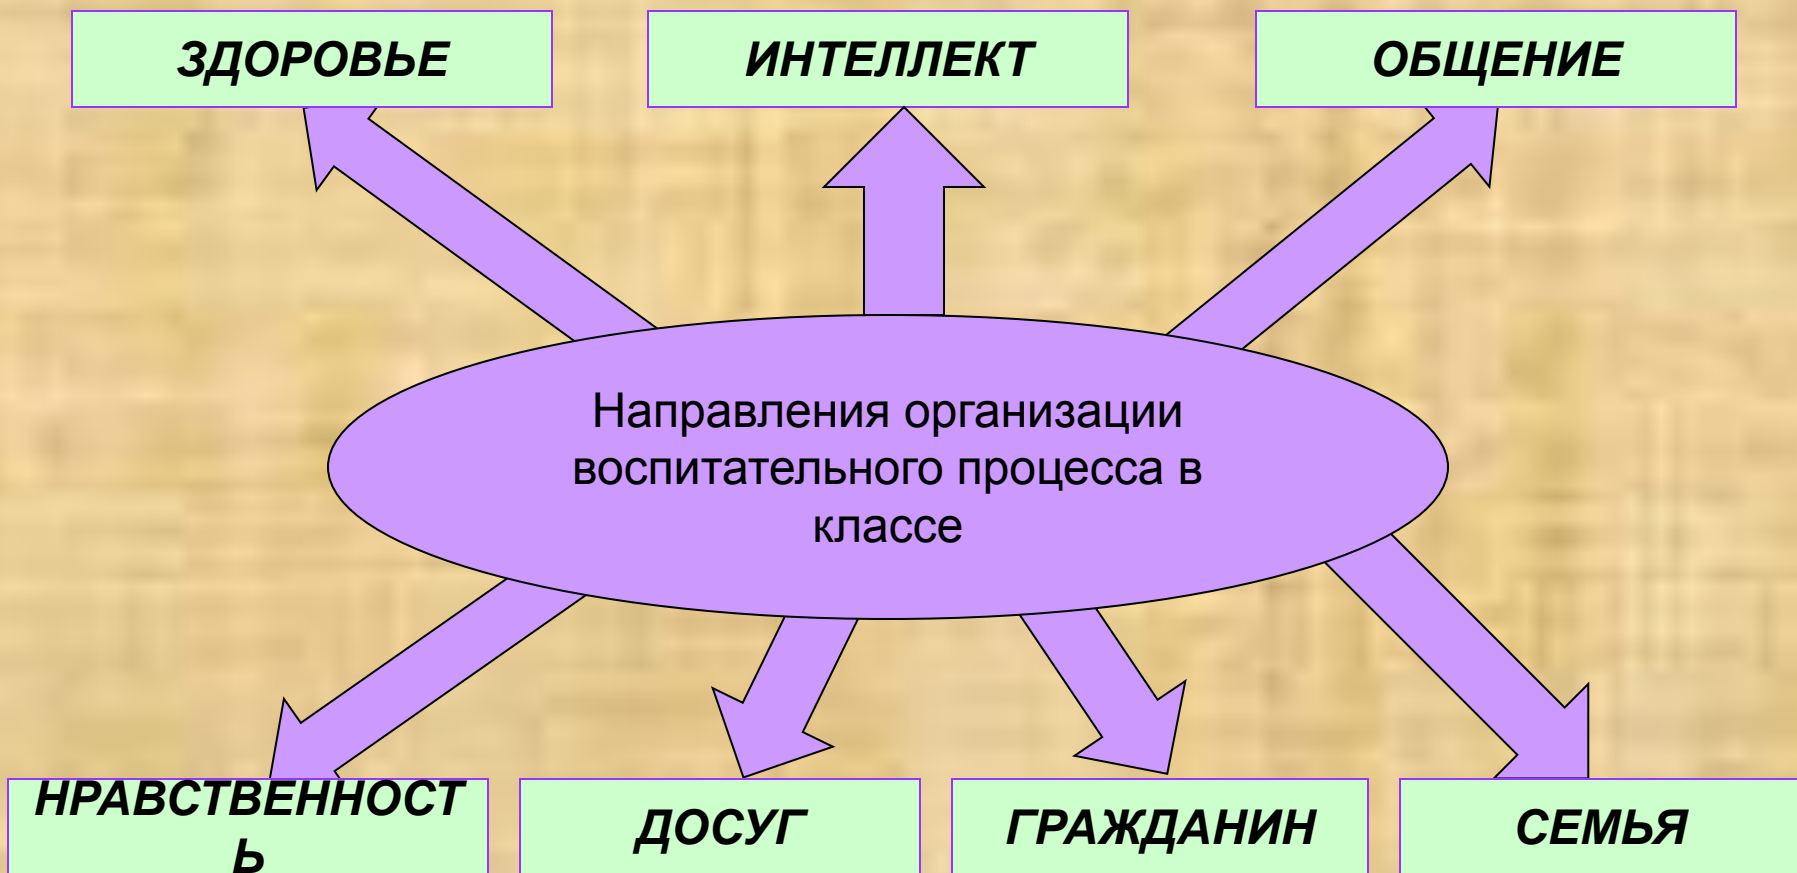 ЗДОРОВЬЕ
ИНТЕЛЛЕКТ
ОБЩЕНИЕ
Направления организации
воспитательного процесса в
классе
НРАВСТВЕННОСТ
Ь
ДОСУГ
ГРАЖДАНИН
СЕМЬЯ